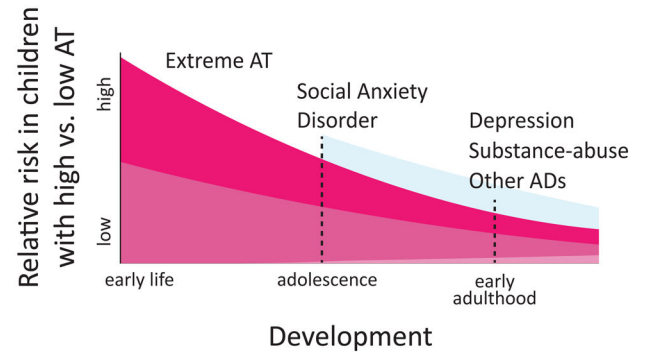 Relative risk in children
with high vs. low AT
high
low
Extreme AT
Social Anxiety
Disorder
Depression
Substance-abuse
Other ADs
early life
adolescence
early
adulthood
Development